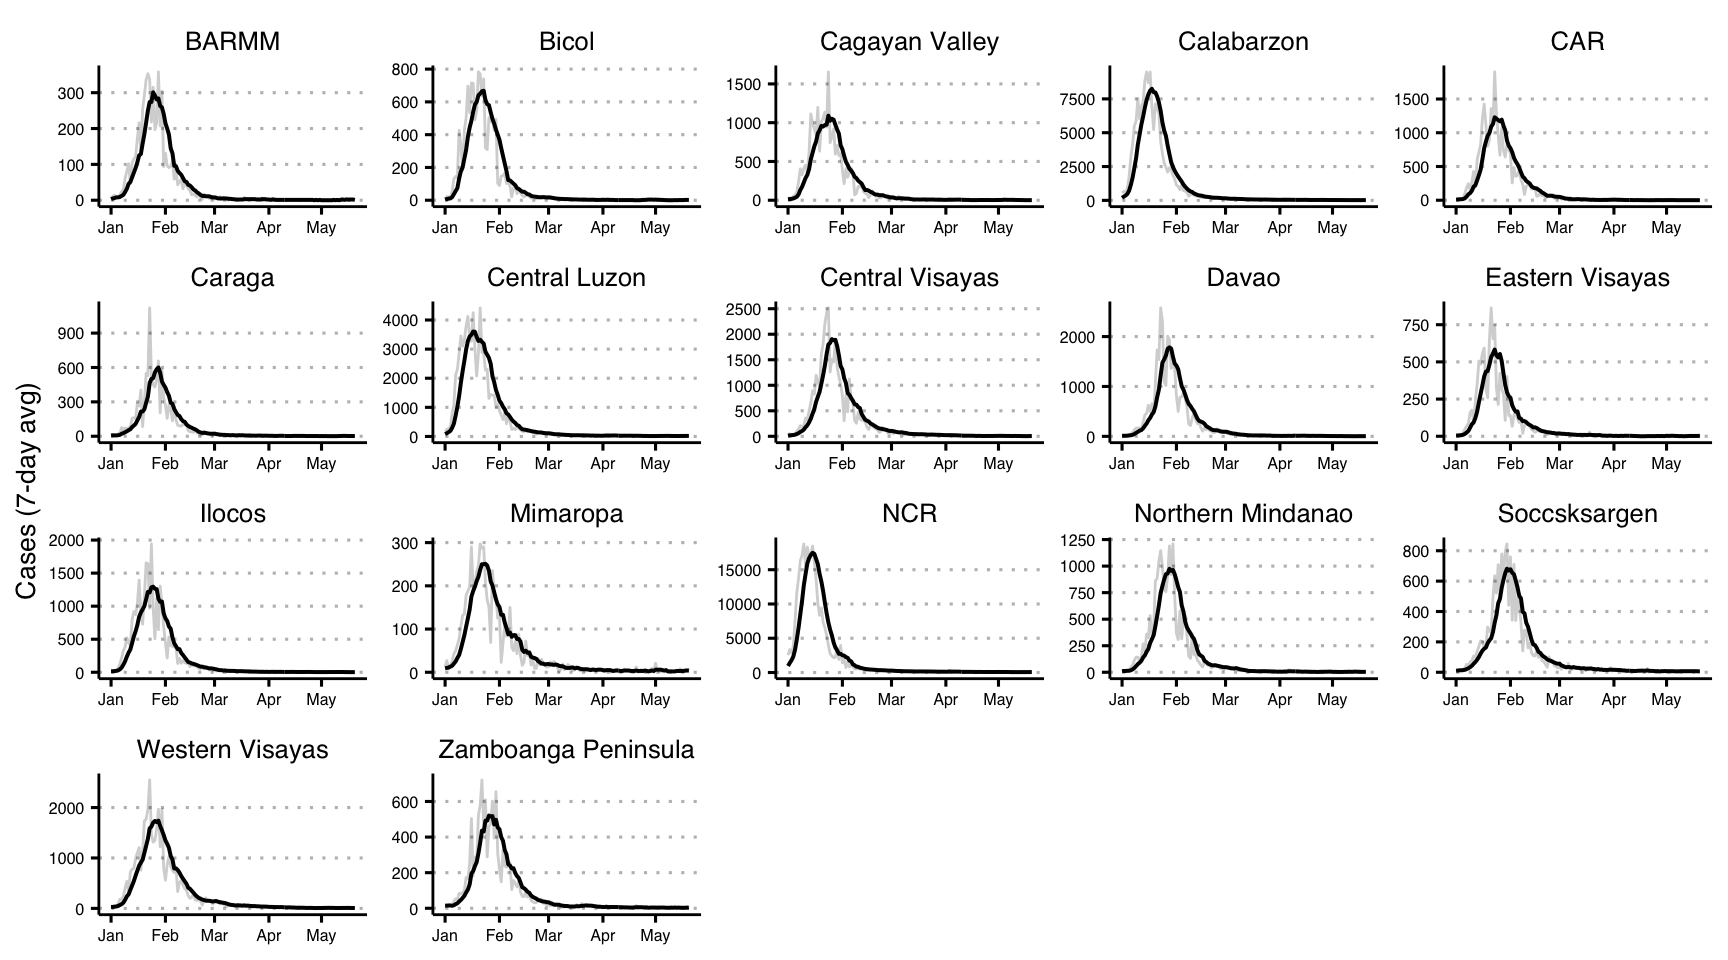 BARMM
Bicol
Cagayan Valley
Calabarzon
CAR
300
200
100
0
Jan Feb Mar Apr May
800
600
400
200
0
Jan Feb Mar Apr May
1500
1000
500
0
Jan Feb Mar Apr May
7500
5000
2500
0
Jan Feb Mar Apr May
1500
1000
500
0
Jan Feb Mar Apr May
Caraga
Central Luzon
Central Visayas
Davao
Eastern Visayas
900
600
300
0
Jan Feb Mar Apr May
4000
3000
2000
1000
0
Jan Feb Mar Apr May
2500
2000
1500
1000
500
0
Jan Feb Mar Apr May
2000
1000
0
Jan Feb Mar Apr May
750
500
250
0
Jan Feb Mar Apr May
Cases (7-day avg)
Ilocos
Mimaropa
NCR
Northern Mindanao
Soccsksargen
2000
1500
1000
500
0
Jan Feb Mar Apr May
300
200
100
0
Jan Feb Mar Apr May
15000
10000
5000
0
Jan Feb Mar Apr May
1250
1000
750
500
250
0
Jan Feb Mar Apr May
800
600
400
200
0
Jan Feb Mar Apr May
Western Visayas
Zamboanga Peninsula
2000
1000
0
Jan Feb Mar Apr May
600
400
200
0
Jan Feb Mar Apr May